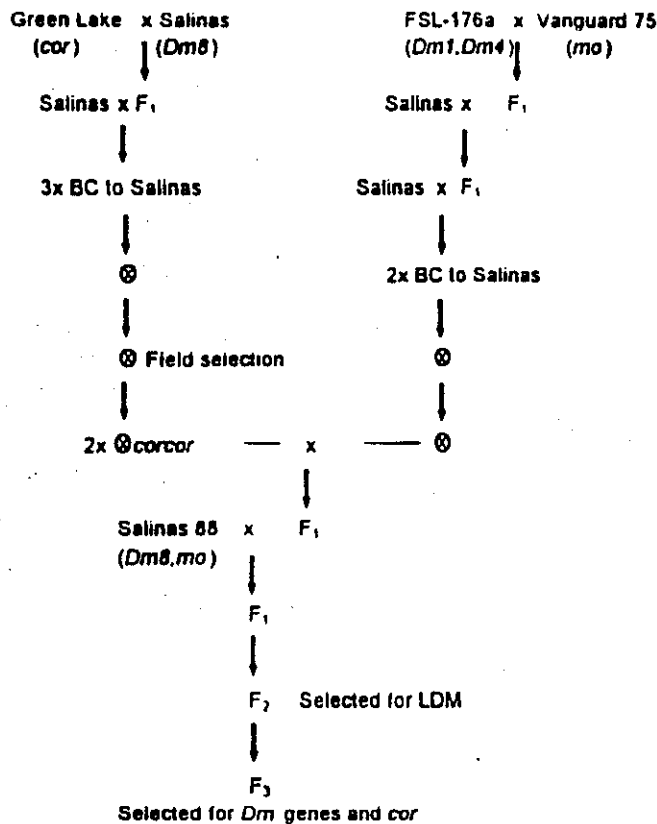 Green Lake x Salinas
(cor) (Dm8)
FSL-176a x Vanguard 75
(Dm1,Dm4) (mo)
Salinas x F₁
Salinas x F₁
3x BC to Salinas
Salinas x F₁
⊗
2x BC to Salinas
⊗ Field selection
⊗
2x ⊗ corcor x ⊗
Salinas 88 x F₁
(Dm8,mo)
F₁
F₂ Selected for LDM
F₃
Selected for Dm genes and cor